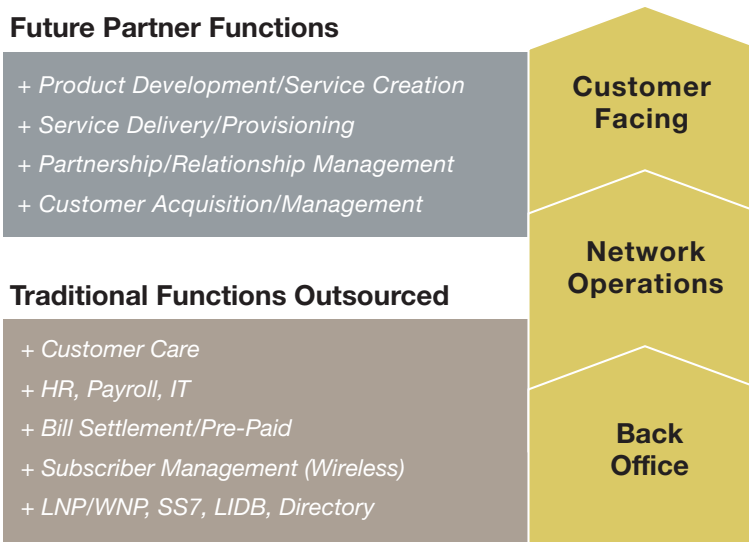 Future Partner Functions
+ Product Development/Service Creation
+ Service Delivery/Provisioning
+ Partnership/Relationship Management
+ Customer Acquisition/Management
Traditional Functions Outsourced
+ Customer Care
+ HR, Payroll, IT
+ Bill Settlement/Pre-Paid
+ Subscriber Management (Wireless)
+ LNP/WNP, SS7, LIDB, Directory
Customer
Facing
Network
Operations
Back
Office